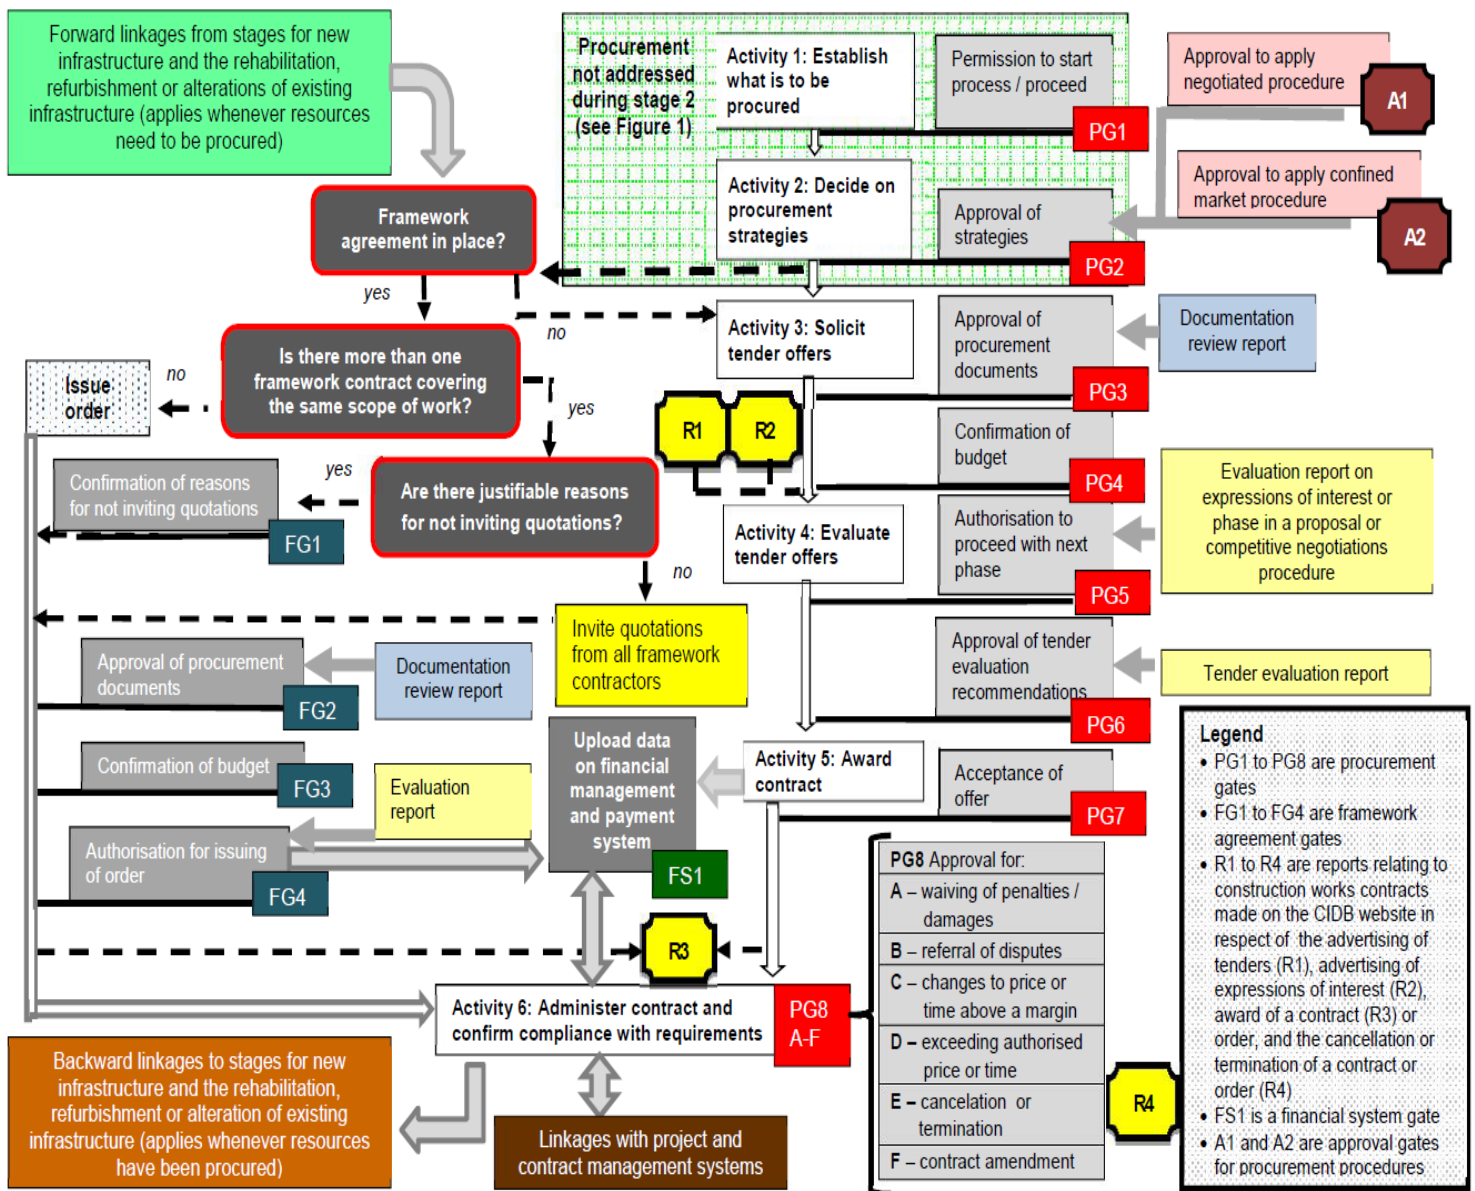 Forward linkages from stages for new
infrastructure and the rehabilitation,
refurbishment or alterations of existing
infrastructure (applies whenever resources
need to be procured)
Procurement
not addressed
during stage 2
(see Figure 1)
Activity 1: Establish
what is to be
procured
Permission to start
process / proceed
PG1
Approval to apply
negotiated procedure
A1
Activity 2: Decide on
procurement
strategies
Approval of
strategies
PG2
Approval to apply confined
market procedure
A2
Framework
agreement in place?
yes
no
Activity 3: Solicit
tender offers
Approval of
procurement
documents
PG3
Documentation
review report
Is there more than one
framework contract covering
the same scope of work?
no
Issue
order
yes
R1
R2
Confirmation of
budget
PG4
Are there justifiable reasons
for not inviting quotations?
yes
Confirmation of reasons
for not inviting quotations
FG1
no
Activity 4: Evaluate
tender offers
Authorisation to
proceed with next
phase
PG5
Evaluation report on
expressions of interest or
phase in a proposal or
competitive negotiations
procedure
Invite quotations
from all framework
contractors
Approval of procurement
documents
FG2
Documentation
review report
Approval of tender
evaluation
recommendations
PG6
Tender evaluation report
Confirmation of budget
FG3
Evaluation
report
Upload data
on financial
management
and payment
system
FS1
Activity 5: Award
contract
Acceptance of
offer
PG7
Authorisation for issuing
of order
FG4
R3
Activity 6: Administer contract and
confirm compliance with requirements
PG8
A-F
PG8 Approval for:
A – waiving of penalties /
damages
B – referral of disputes
C – changes to price or
time above a margin
D – exceeding authorised
price or time
E – cancelation or
termination
F – contract amendment
R4
Backward linkages to stages for new
infrastructure and the rehabilitation,
refurbishment or alteration of existing
infrastructure (applies whenever resources
have been procured)
Linkages with project and
contract management systems
Legend
• PG1 to PG8 are procurement
gates
• FG1 to FG4 are framework
agreement gates
• R1 to R4 are reports relating to
construction works contracts
made on the CIDB website in
respect of the advertising of
tenders (R1), advertising of
expressions of interest (R2),
award of a contract (R3) or
order, and the cancellation or
termination of a contract or
order (R4)
• FS1 is a financial system gate
• A1 and A2 are approval gates
for procurement procedures